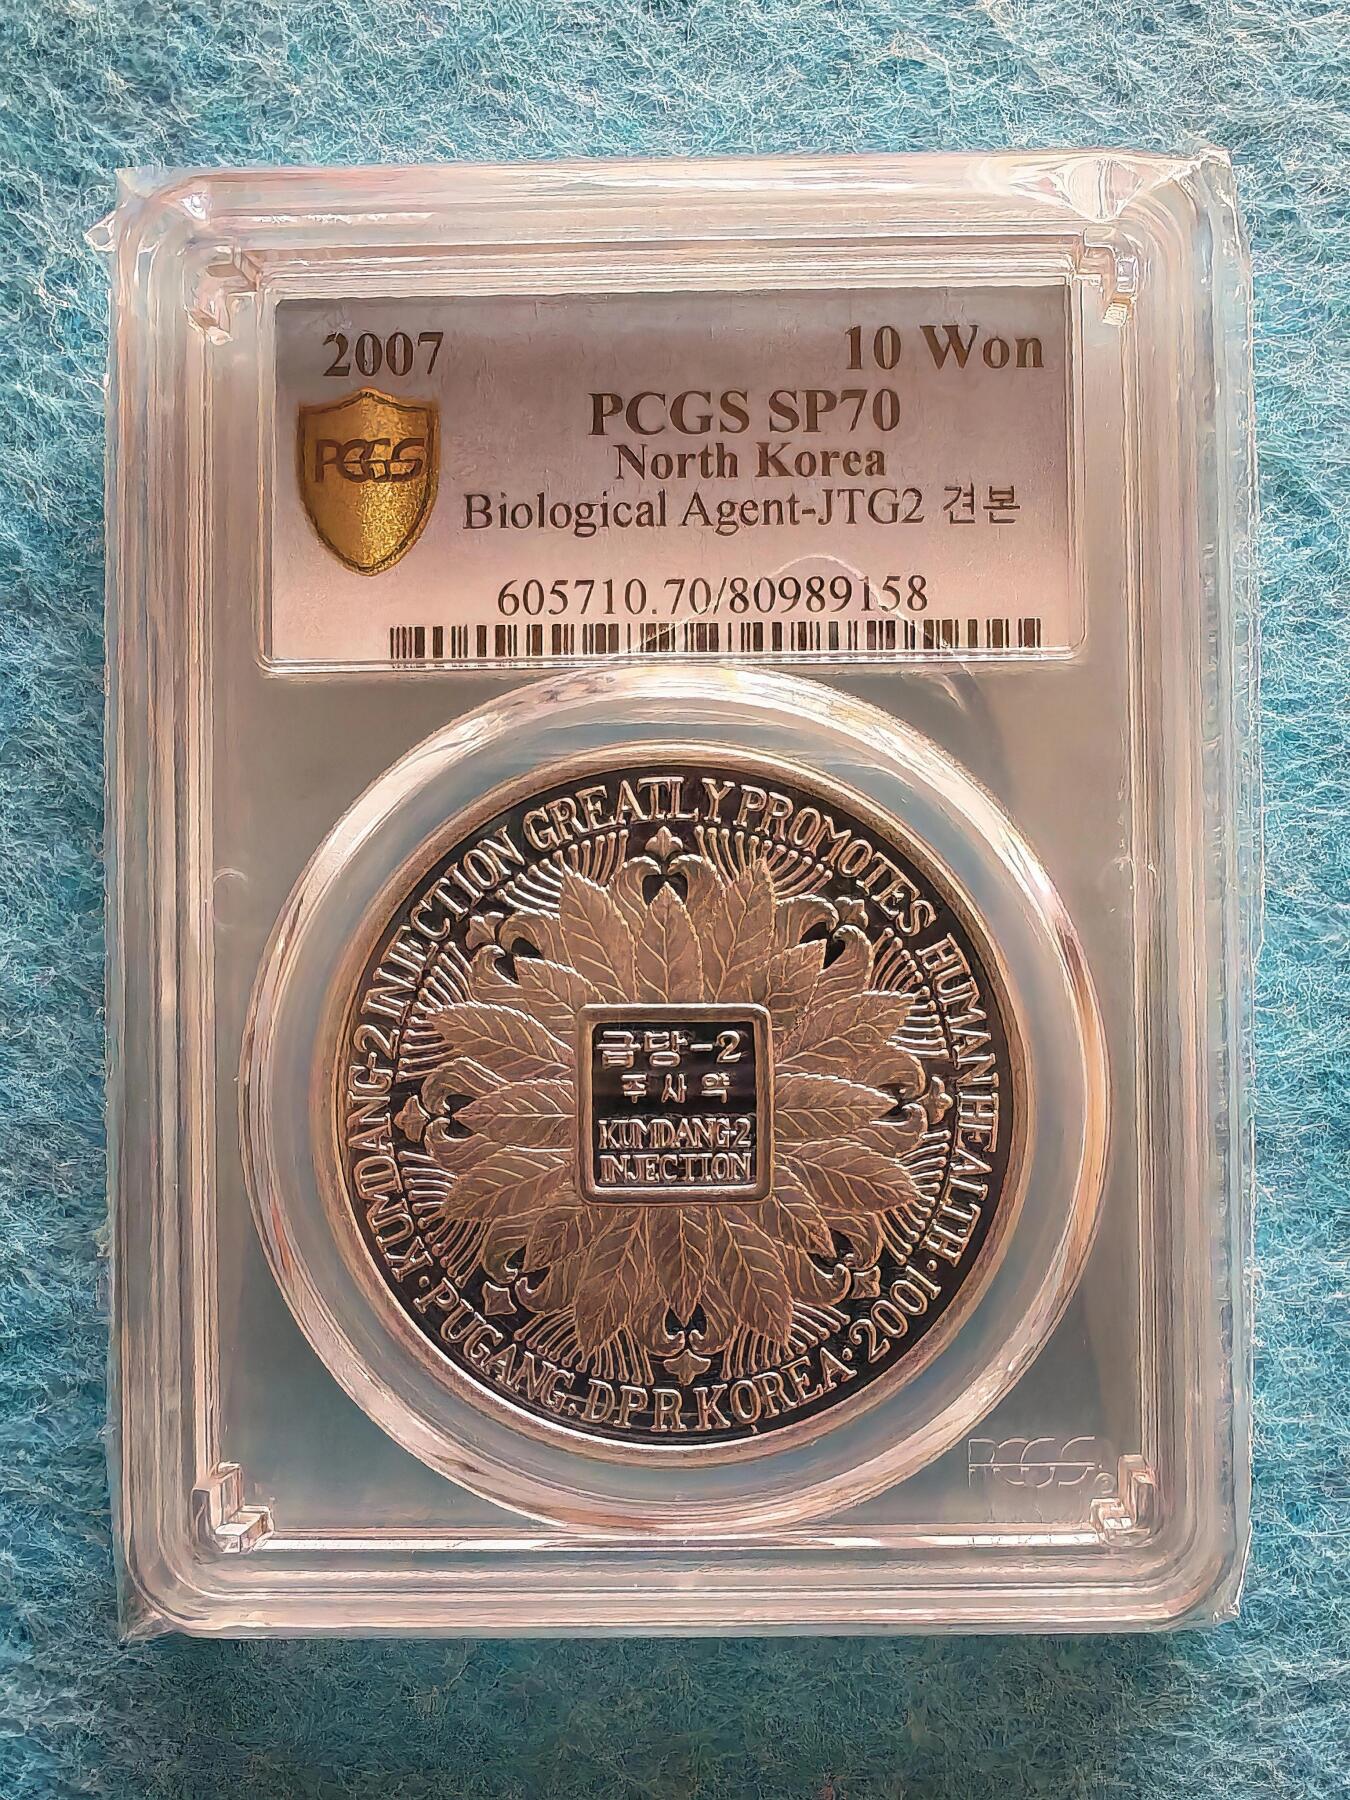 2007
10 Won
PCGS
PCGS SP70
North Korea
Biological Agent-JTG2 견본
605710.70/80989158
KUMDANG-2 INJECTION GREATLY PROMOTES HUMAN HEALTH · 2001 ·
· PUGANG, DPR KOREA ·
금당-2
주사약
KUMDANG-2
INJECTION
PCGS